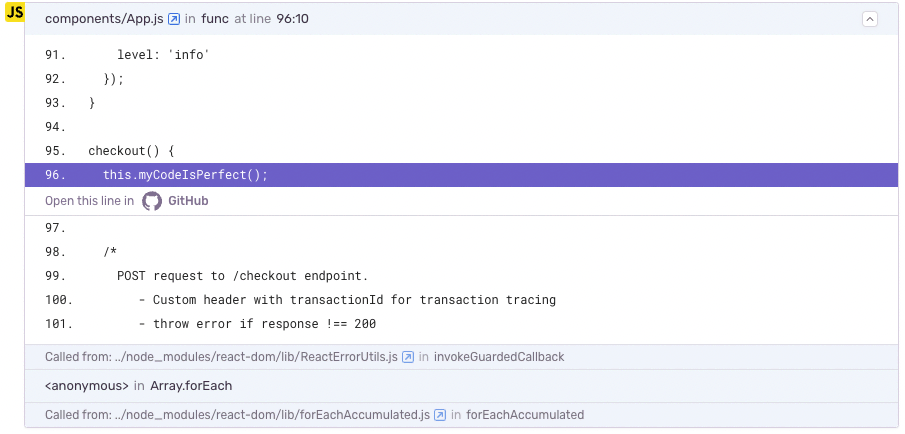 JS
components/App.js in func at line 96:10
91. level: 'info'
92. });
93. }
94.
95. checkout() {
96. this.myCodeIsPerfect();
Open this line in GitHub
97.
98. /*
99. POST request to /checkout endpoint.
100. - Custom header with transactionId for transaction tracing
101. - throw error if response !== 200
Called from: ../node_modules/react-dom/lib/ReactErrorUtils.js in invokeGuardedCallback
<anonymous> in Array.forEach
Called from: ../node_modules/react-dom/lib/forEachAccumulated.js in forEachAccumulated